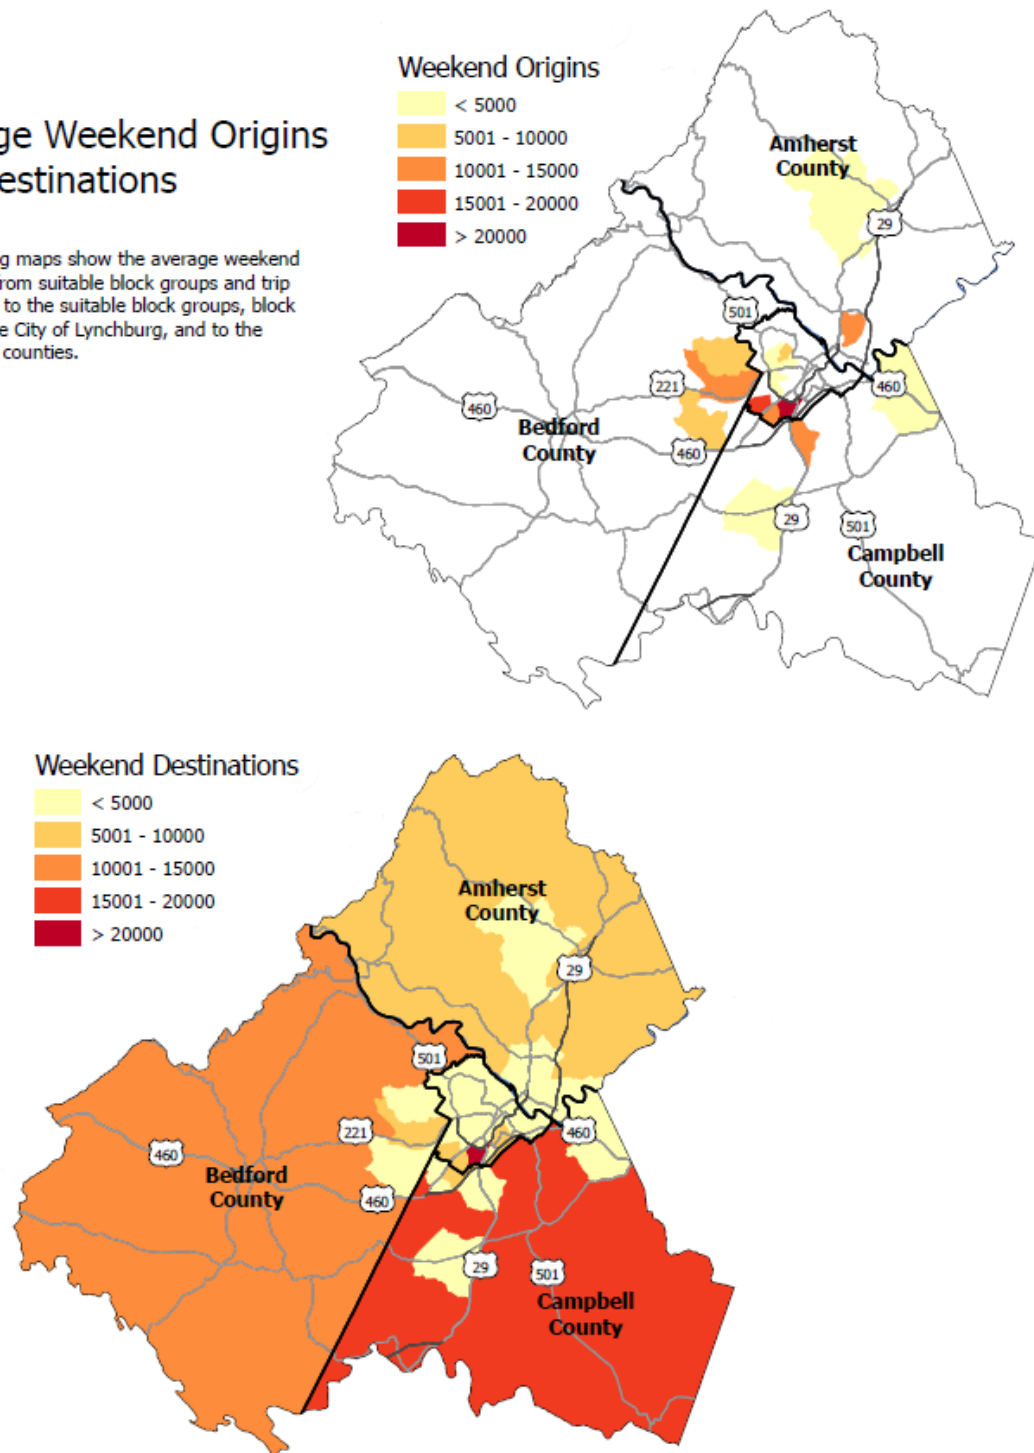 ge Weekend Origins
estinations
g maps show the average weekend
from suitable block groups and trip
to the suitable block groups, block
e City of Lynchburg, and to the
counties.
Weekend Origins
< 5000
5001 - 10000
10001 - 15000
15001 - 20000
> 20000
Amherst
County
29
501
221
460
460
Bedford
County
460
29
501
Campbell
County
Weekend Destinations
< 5000
5001 - 10000
10001 - 15000
15001 - 20000
> 20000
Amherst
County
29
501
221
460
460
Bedford
County
460
29
501
Campbell
County